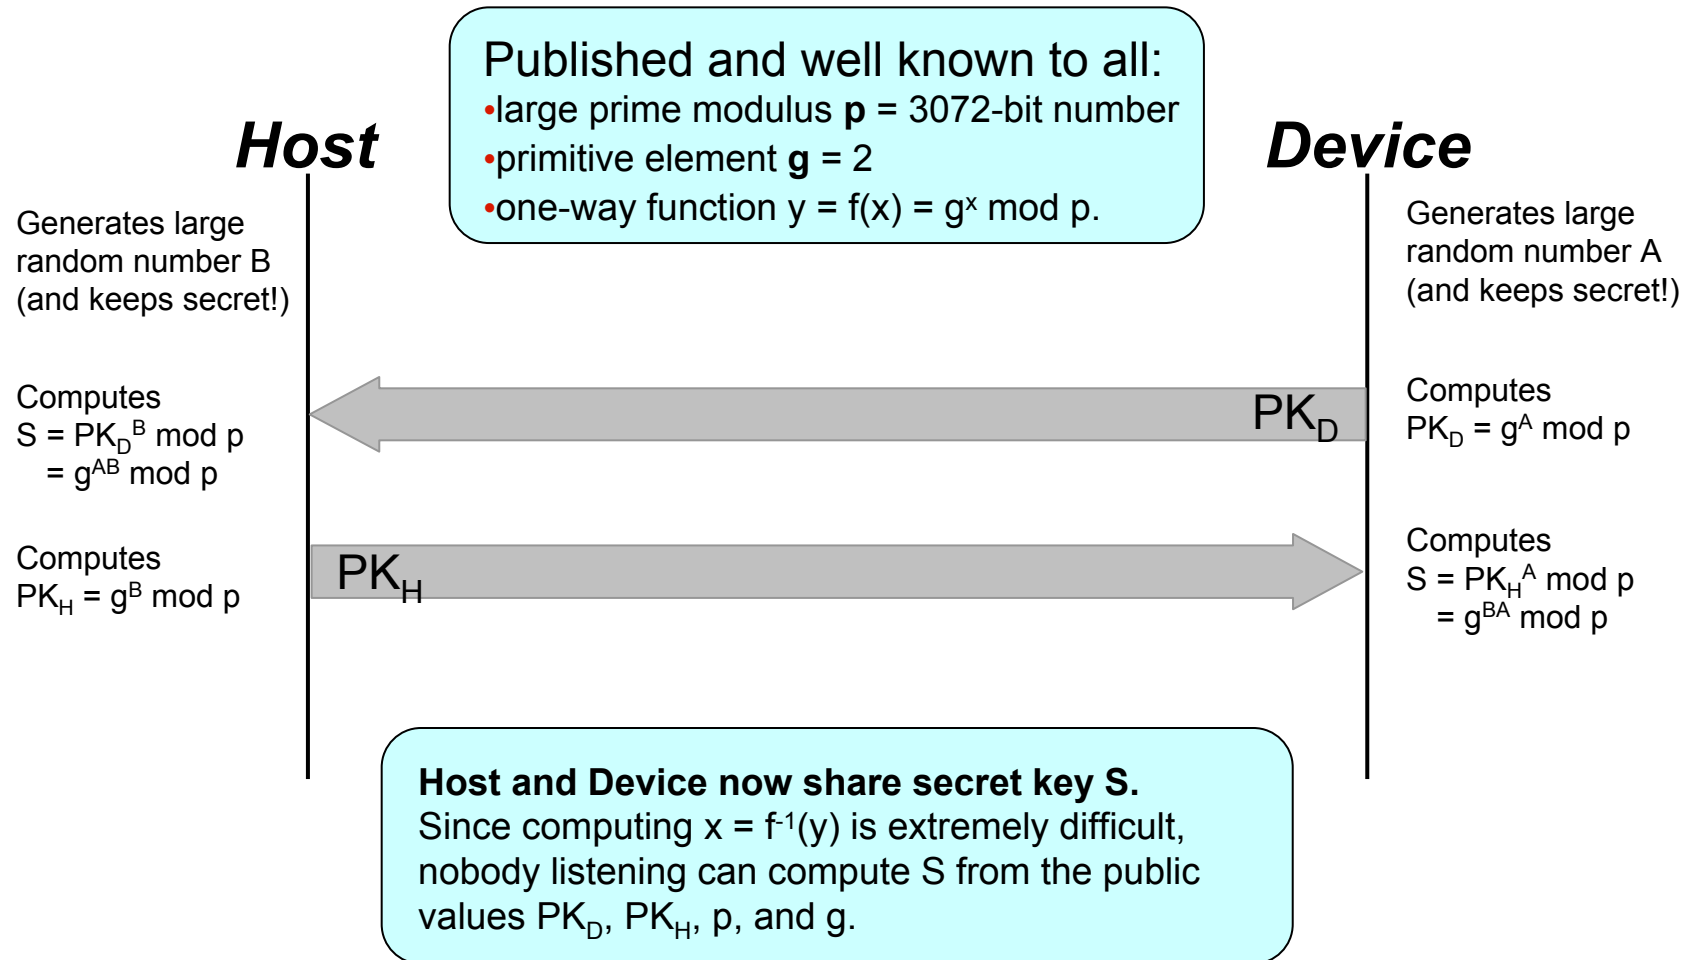 Published and well known to all:
•large prime modulus p = 3072-bit number
•primitive element g = 2
•one-way function y = f(x) = gˣ mod p.
Host
Device
Generates large
random number B
(and keeps secret!)
Generates large
random number A
(and keeps secret!)
Computes
S = PK_D^B mod p
= g^AB mod p
PK_D
Computes
PK_D = g^A mod p
Computes
PK_H = g^B mod p
PK_H
Computes
S = PK_H^A mod p
= g^BA mod p
Host and Device now share secret key S.
Since computing x = f⁻¹(y) is extremely difficult,
nobody listening can compute S from the public
values PK_D, PK_H, p, and g.